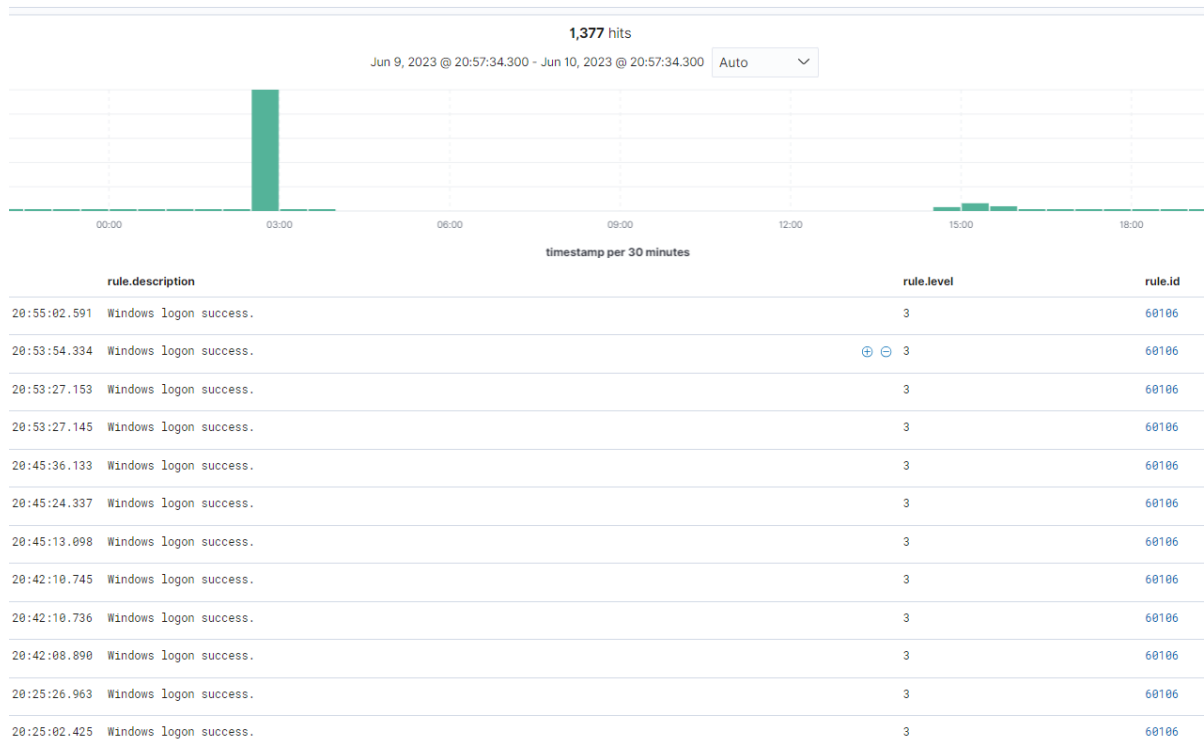 1,377 hits
Jun 9, 2023 @ 20:57:34.300 - Jun 10, 2023 @ 20:57:34.300 Auto
00:00 03:00 06:00 09:00 12:00 15:00 18:00
timestamp per 30 minutes
rule.description rule.level rule.id
20:55:02.591 Windows logon success. 3 60106
20:53:54.334 Windows logon success. 3 60106
20:53:27.153 Windows logon success. 3 60106
20:53:27.145 Windows logon success. 3 60106
20:45:36.133 Windows logon success. 3 60106
20:45:24.337 Windows logon success. 3 60106
20:45:13.098 Windows logon success. 3 60106
20:42:10.745 Windows logon success. 3 60106
20:42:10.736 Windows logon success. 3 60106
20:42:08.890 Windows logon success. 3 60106
20:25:26.963 Windows logon success. 3 60106
20:25:02.425 Windows logon success. 3 60106